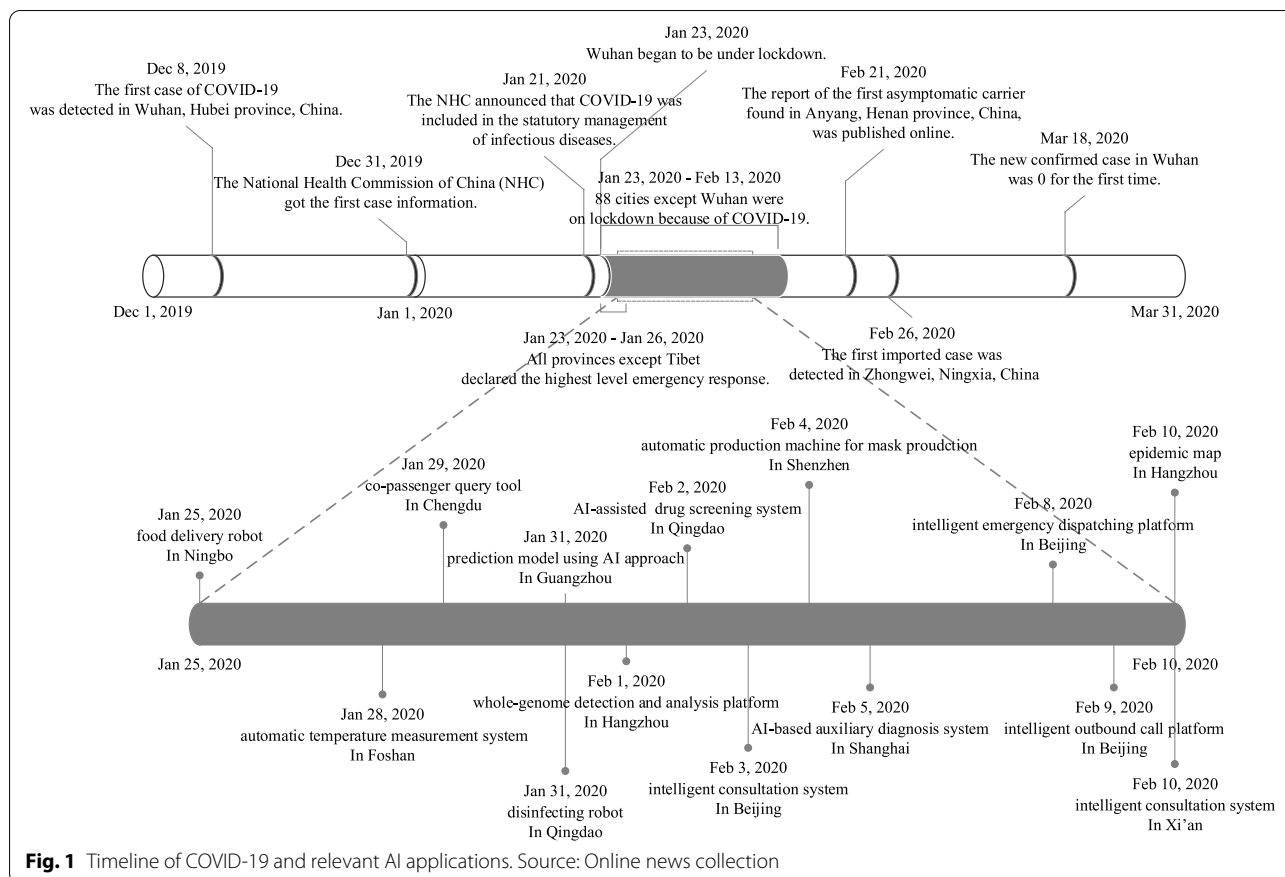 Jan 23, 2020
Wuhan began to be under lockdown.
Dec 8, 2019
The first case of COVID-19
was detected in Wuhan, Hubei province, China.
Jan 21, 2020
The NHC announced that COVID-19 was
included in the statutory management
of infectious diseases.
Feb 21, 2020
The report of the first asymptomatic carrier
found in Anyang, Henan province, China,
was published online.
Mar 18, 2020
The new confirmed case in Wuhan
was 0 for the first time.
Dec 31, 2019
The National Health Commission of China (NHC)
got the first case information.
Jan 23, 2020 - Feb 13, 2020
88 cities except Wuhan were
on lockdown because of COVID-19.
Dec 1, 2019
Jan 1, 2020
Mar 31, 2020
Jan 23, 2020 - Jan 26, 2020
All provinces except Tibet
declared the highest level emergency response.
Feb 26, 2020
The first imported case was
detected in Zhongwei, Ningxia, China
Jan 25, 2020
food delivery robot
In Ningbo
Jan 29, 2020
co-passenger query tool
In Chengdu
Jan 31, 2020
prediction model using AI approach
In Guangzhou
Feb 2, 2020
AI-assisted drug screening system
In Qingdao
Feb 4, 2020
automatic production machine for mask proudction
In Shenzhen
Feb 8, 2020
intelligent emergency dispatching platform
In Beijing
Feb 10, 2020
epidemic map
In Hangzhou
Jan 25, 2020
Feb 10, 2020
Jan 28, 2020
automatic temperature measurement system
In Foshan
Jan 31, 2020
disinfecting robot
In Qingdao
Feb 1, 2020
whole-genome detection and analysis platform
In Hangzhou
Feb 3, 2020
intelligent consultation system
In Beijing
Feb 5, 2020
AI-based auxiliary diagnosis system
In Shanghai
Feb 9, 2020
intelligent outbound call platform
In Beijing
Feb 10, 2020
intelligent consultation system
In Xi'an
Fig. 1 Timeline of COVID-19 and relevant AI applications. Source: Online news collection